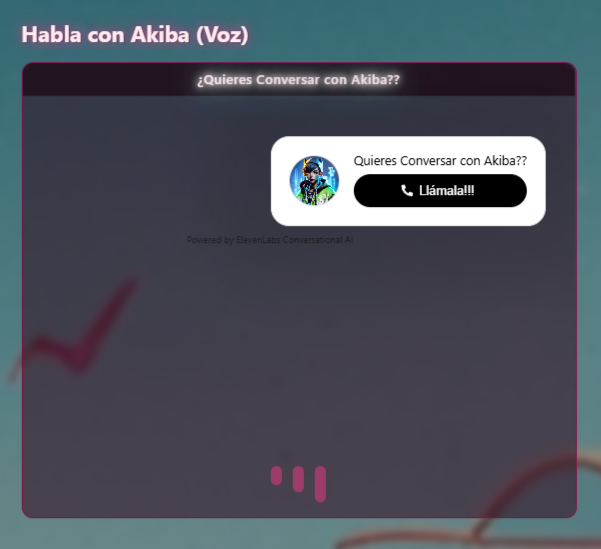 Habla con Akiba (Voz)
¿Quieres Conversar con Akiba??
Quieres Conversar con Akiba??
Llámala!!!
Powered by ElevenLabs Conversational AI